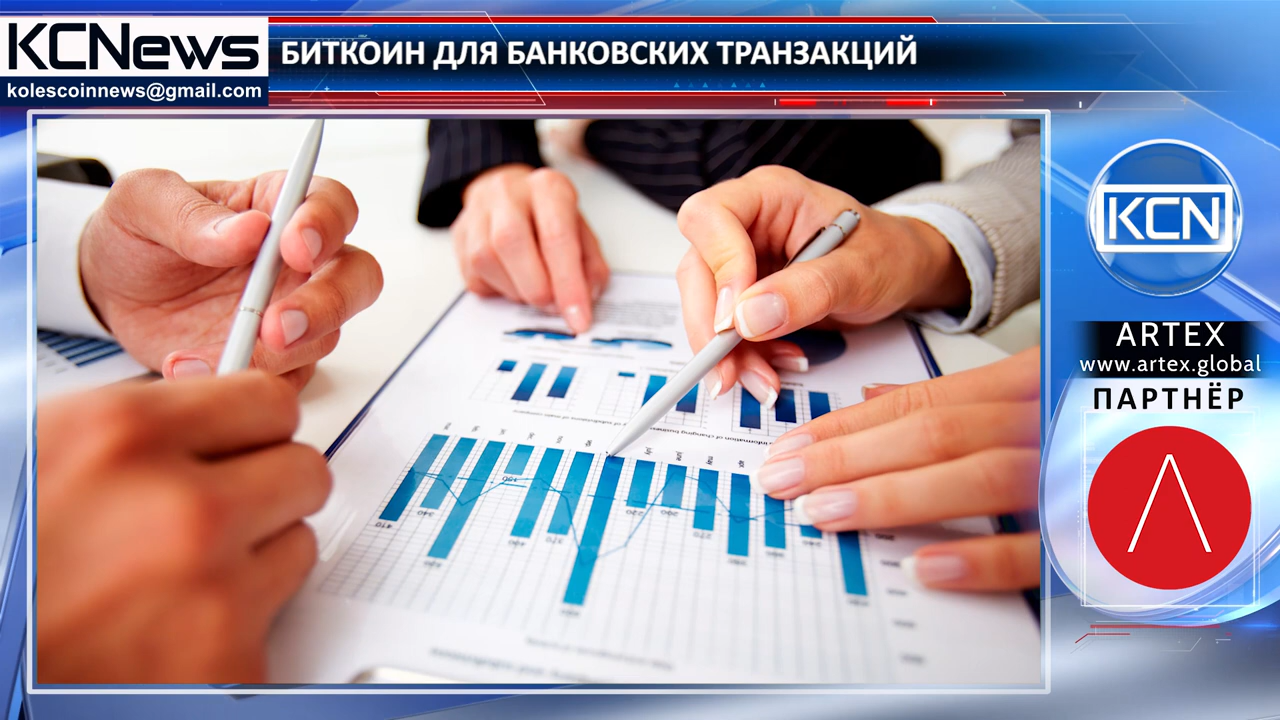 KCNews
kolescoinnews@gmail.com
БИТКОИН ДЛЯ БАНКОВСКИХ ТРАНЗАКЦИЙ
KCN
ARTEX
www.artex.global
ПАРТНЁР